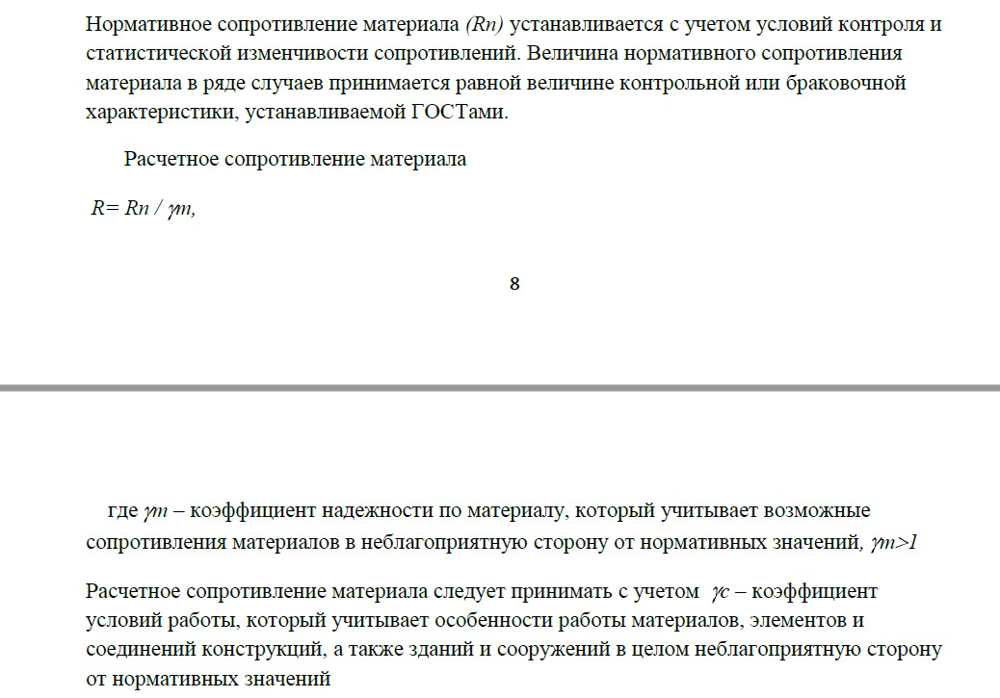 Нормативное сопротивление материала (Rn) устанавливается с учетом условий контроля и
статистической изменчивости сопротивлений. Величина нормативного сопротивления
материала в ряде случаев принимается равной величине контрольной или браковочной
характеристики, устанавливаемой ГОСТами.
Расчетное сопротивление материала
R= Rn / γm,
8
где γm – коэффициент надежности по материалу, который учитывает возможные
сопротивления материалов в неблагоприятную сторону от нормативных значений, γm>1
Расчетное сопротивление материала следует принимать с учетом γc – коэффициент
условий работы, который учитывает особенности работы материалов, элементов и
соединений конструкций, а также зданий и сооружений в целом неблагоприятную сторону
от нормативных значений